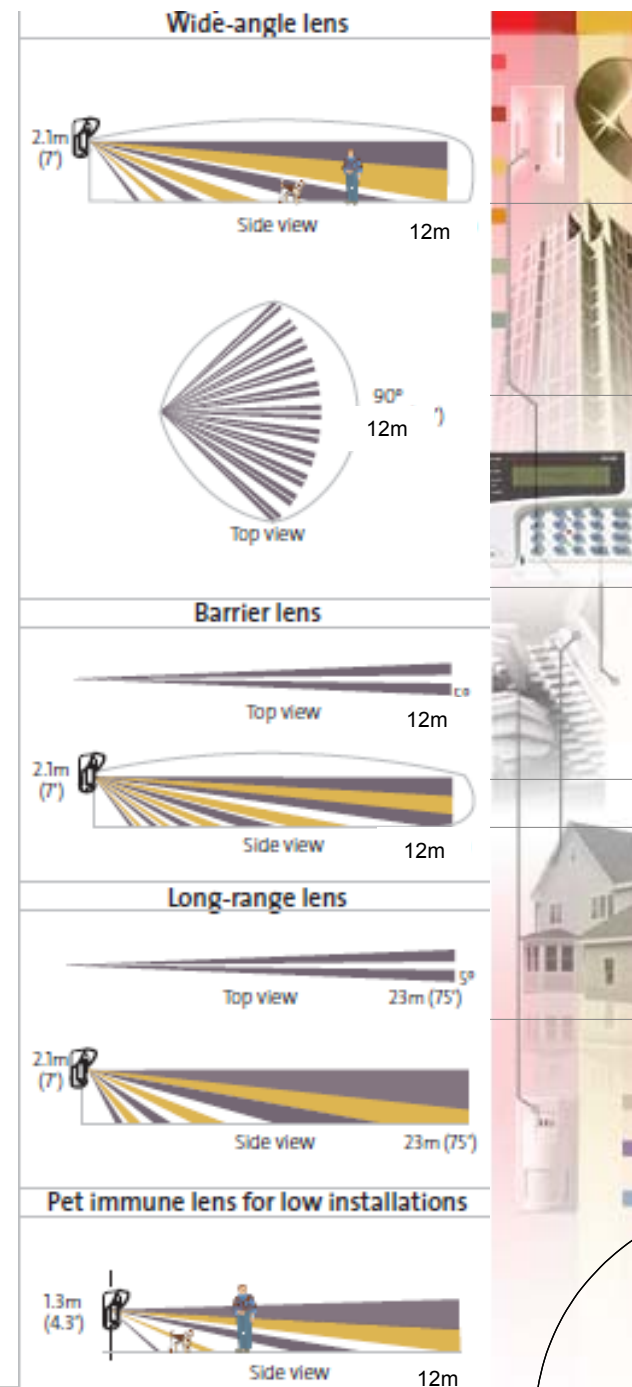 Wide-angle lens
2.1m
(7')
Side view
12m
90°
12m
')
Top view
Barrier lens
Top view
12m
2.1m
(7')
Side view
12m
Long-range lens
5°
Top view
23m (75')
2.1m
(7')
Side view
23m (75')
Pet immune lens for low installations
1.3m
(4.3')
Side view
12m